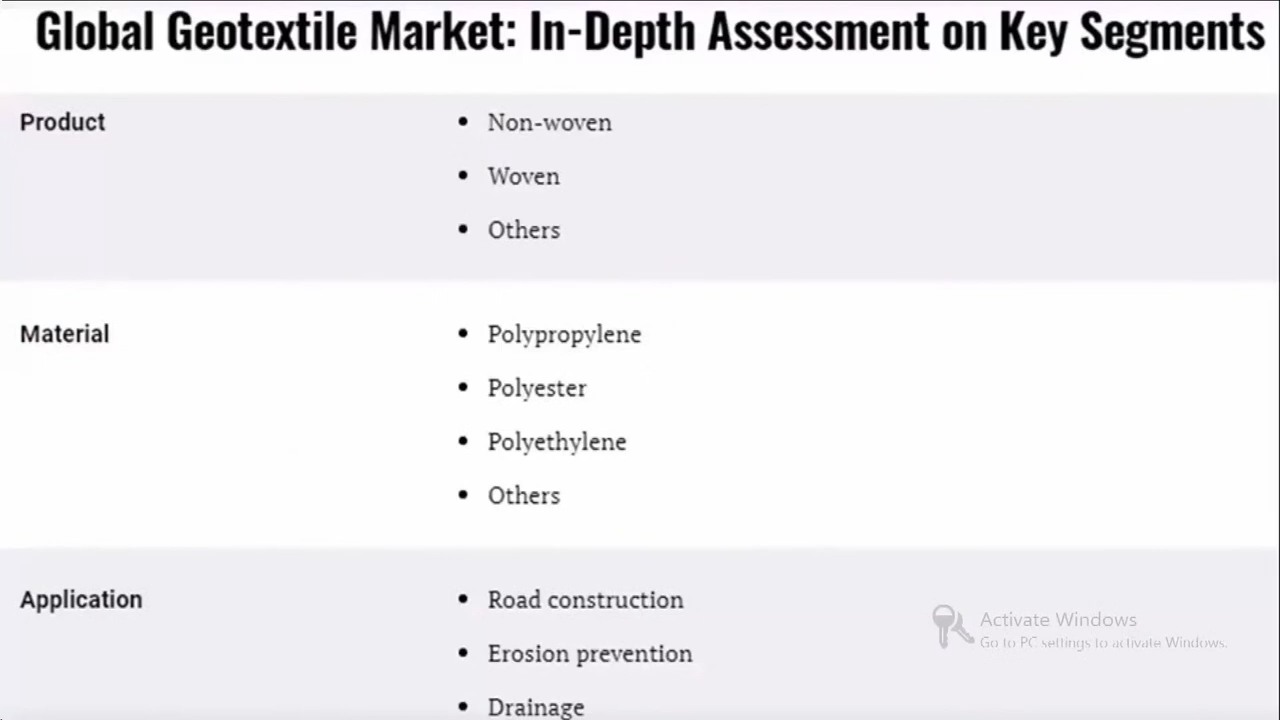 Global Geotextile Market: In-Depth Assessment on Key Segments
Product
• Non-woven
• Woven
• Others
Material
• Polypropylene
• Polyester
• Polyethylene
• Others
Application
• Road construction
• Erosion prevention
• Drainage
Activate Windows
Go to PC settings to activate Windows.